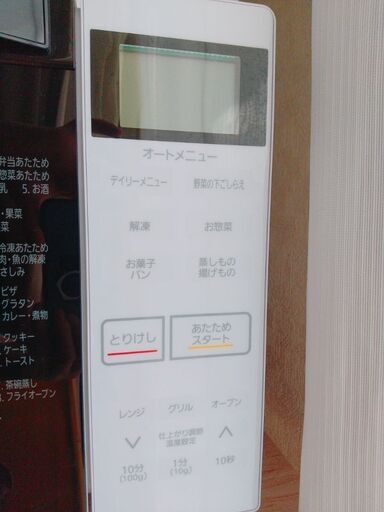 弁当あたため
惣菜あたため
乳 5. お酒
・果菜
菜
冷凍あたため
肉・魚の解凍
さしみ
ピザ
グラタン
カレー・煮物
クッキー
ケーキ
トースト
茶碗蒸し
フライオーブン
オートメニュー
デイリーメニュー 野菜の下ごしらえ
解凍 お惣菜
お菓子 蒸しもの
パン 揚げもの
とりけし
あたため
スタート
レンジ グリル オーブン
仕上がり調節
温度設定
10分 1分 10秒
(100g) (10g)